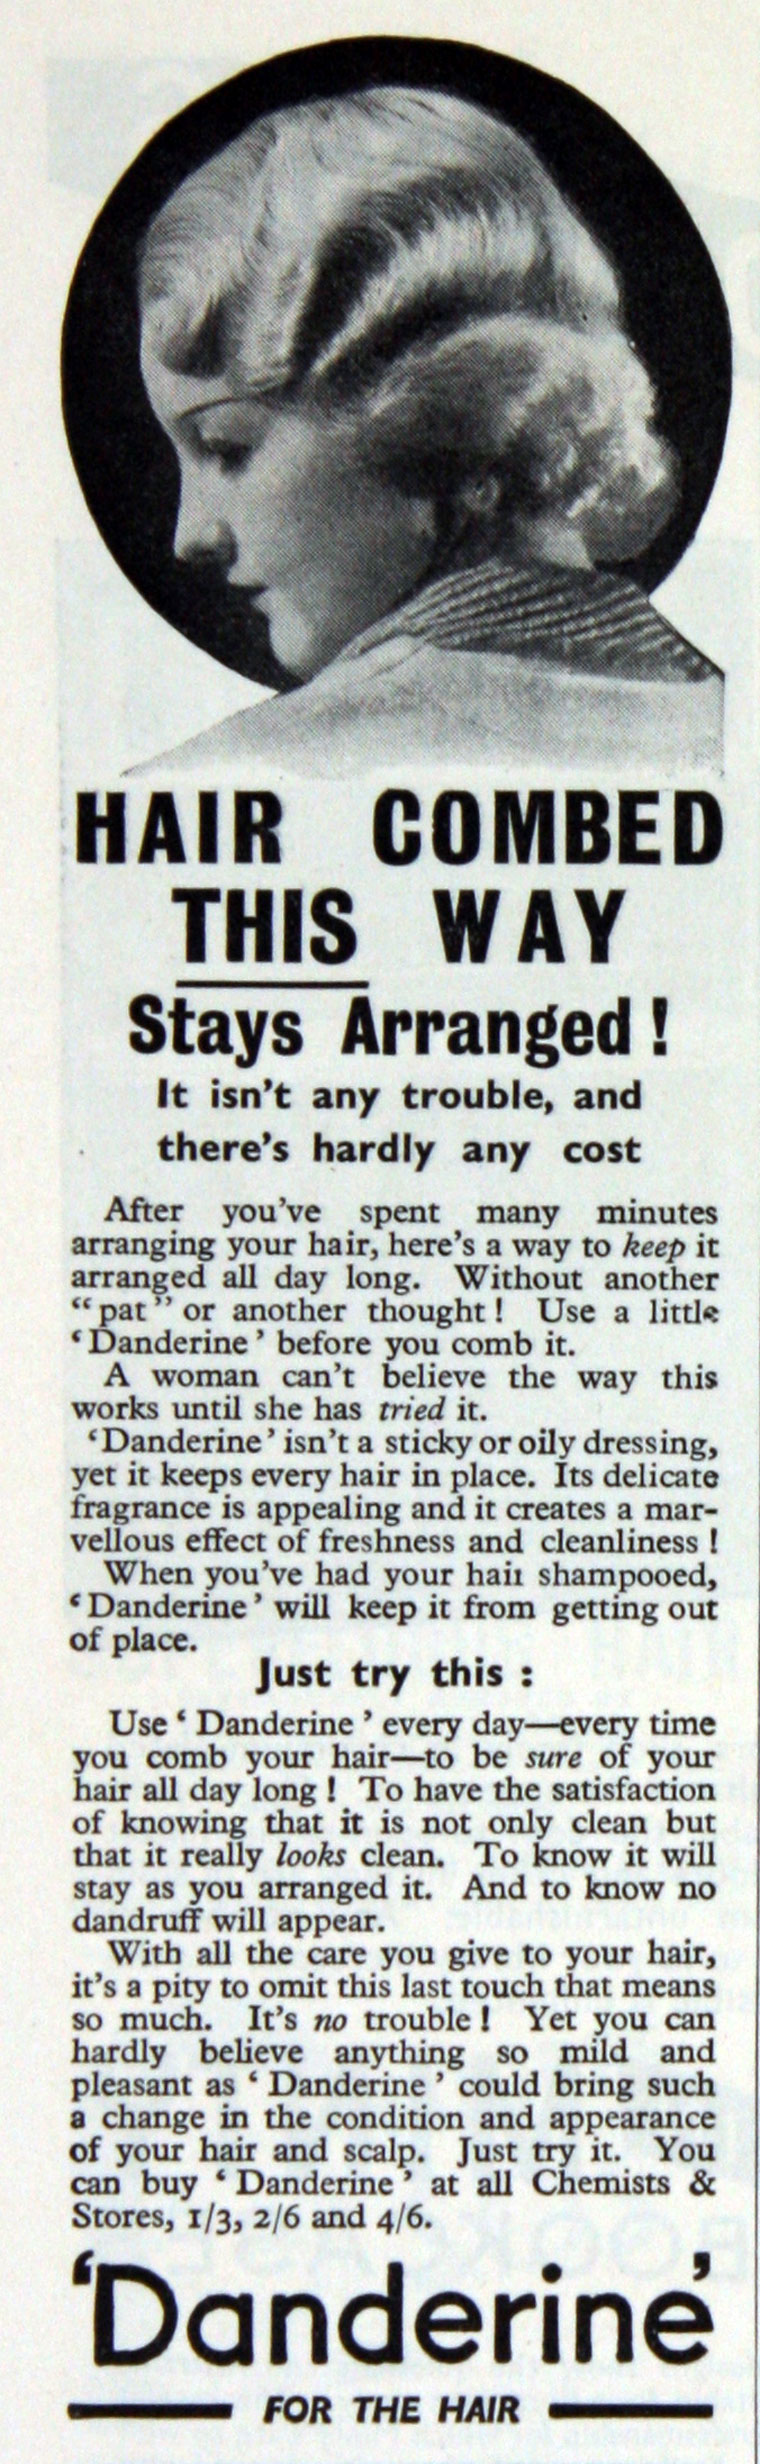 HAIR COMBED
THIS WAY
Stays Arranged !
It isn't any trouble, and
there's hardly any cost
After you've spent many minutes
arranging your hair, here's a way to keep it
arranged all day long. Without another
“pat” or another thought! Use a little
‘Danderine’ before you comb it.
A woman can't believe the way this
works until she has tried it.
‘Danderine’ isn't a sticky or oily dressing,
yet it keeps every hair in place. Its delicate
fragrance is appealing and it creates a mar-
vellous effect of freshness and cleanliness !
When you've had your hair shampooed,
‘Danderine’ will keep it from getting out
of place.
Just try this :
Use ‘ Danderine ’ every day—every time
you comb your hair—to be sure of your
hair all day long ! To have the satisfaction
of knowing that it is not only clean but
that it really looks clean. To know it will
stay as you arranged it. And to know no
dandruff will appear.
With all the care you give to your hair,
it's a pity to omit this last touch that means
so much. It's no trouble ! Yet you can
hardly believe anything so mild and
pleasant as ‘ Danderine ’ could bring such
a change in the condition and appearance
of your hair and scalp. Just try it. You
can buy ‘ Danderine ’ at all Chemists &
Stores, 1/3, 2/6 and 4/6.
‘Danderine’
FOR THE HAIR